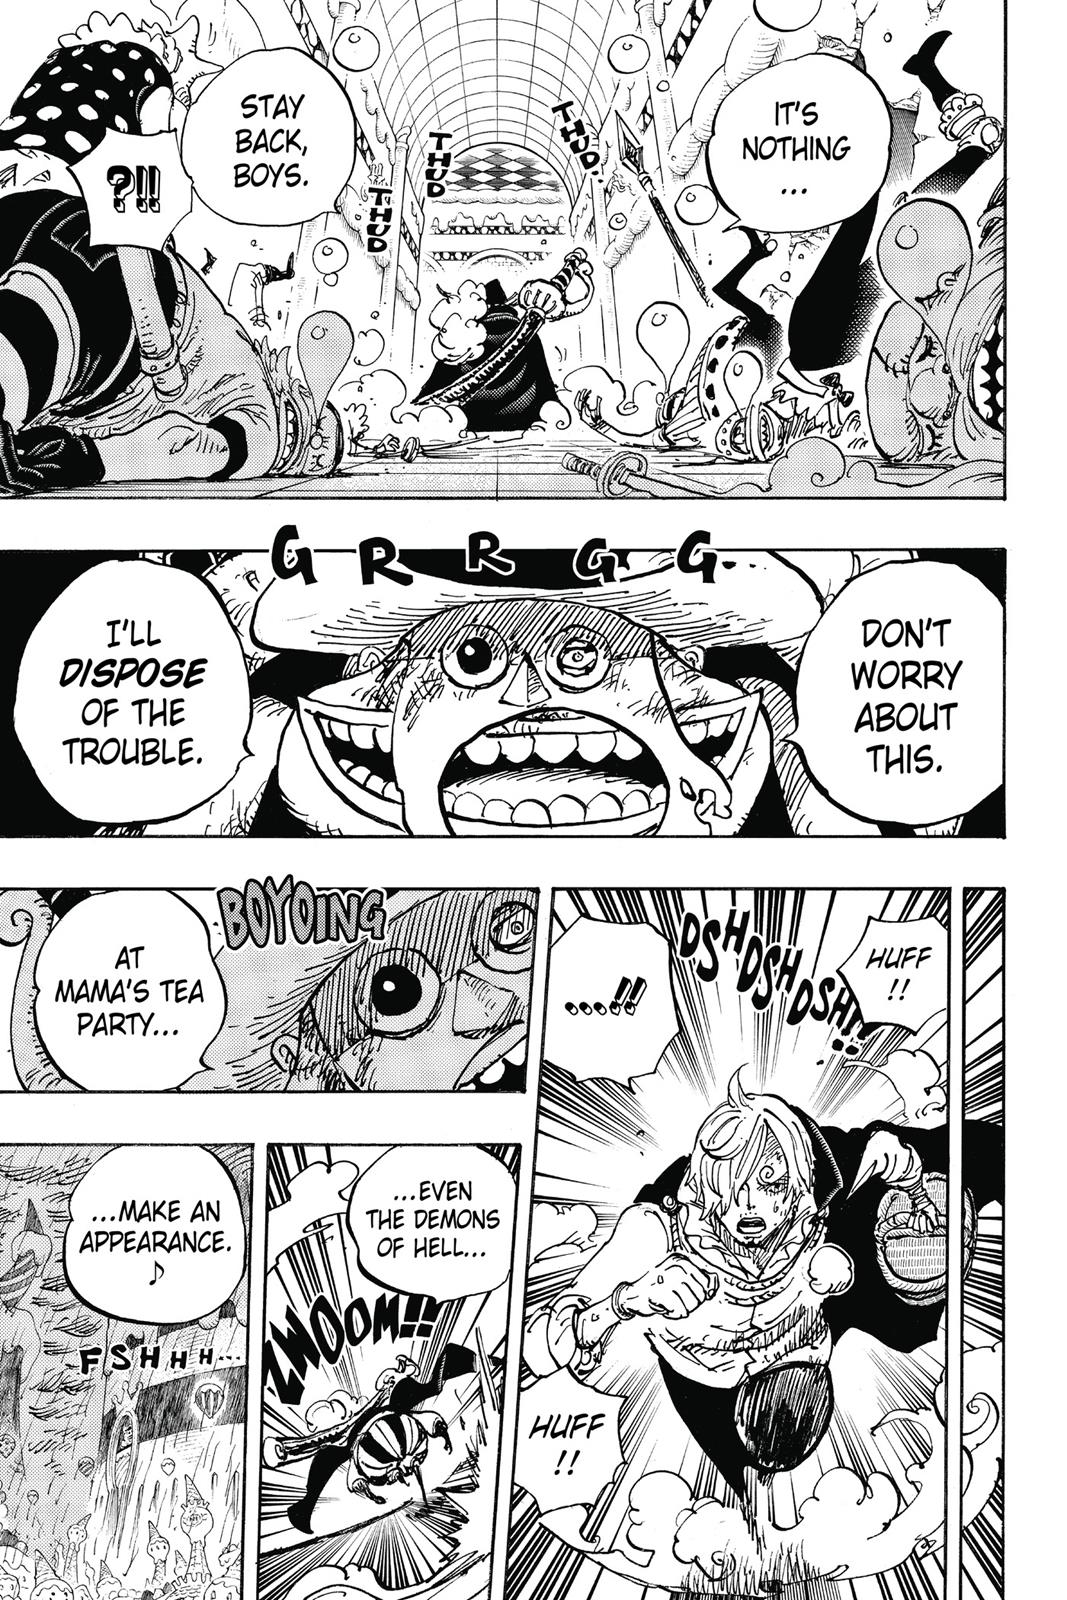 IT'S
NOTHING
...
THUD
THUD
THUD
STAY
BACK,
BOYS.
?!!
GRRGG
DON'T
WORRY
ABOUT
THIS.
I'LL
DISPOSE
OF THE
TROUBLE.
HUFF
!!
DSHDSHDSH!!
....!!
HUFF
!!
BOYOING
AT
MAMA'S TEA
PARTY...
...EVEN
THE DEMONS
OF HELL...
ZWOOM!!
...MAKE AN
APPEARANCE.
♪
FSHHH...